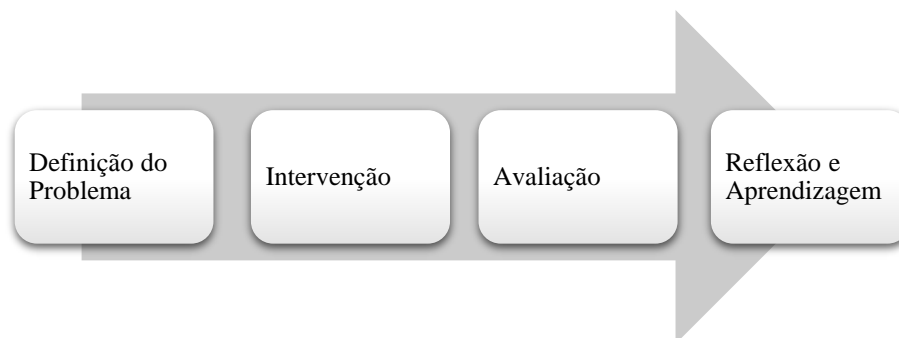 Definição do
Problema
Intervenção
Avaliação
Reflexão e
Aprendizagem